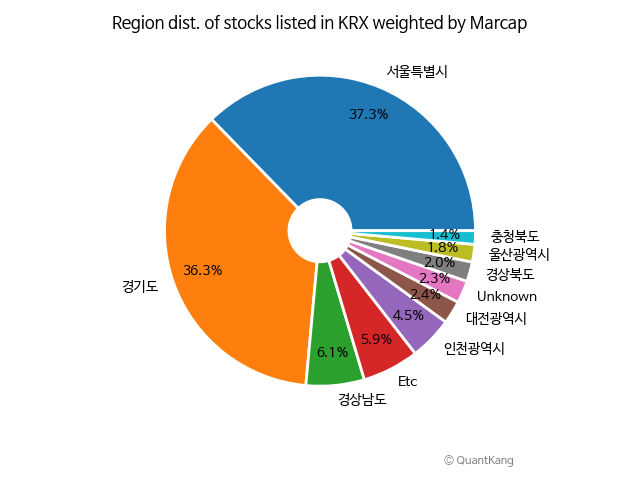 Region dist. of stocks listed in KRX weighted by Marcap
서울특별시
37.3%
경기도
36.3%
경상남도
6.1%
Etc
5.9%
인천광역시
4.5%
대전광역시
2.4%
Unknown
2.3%
경상북도
2.0%
울산광역시
1.8%
충청북도
1.4%
© QuantKang